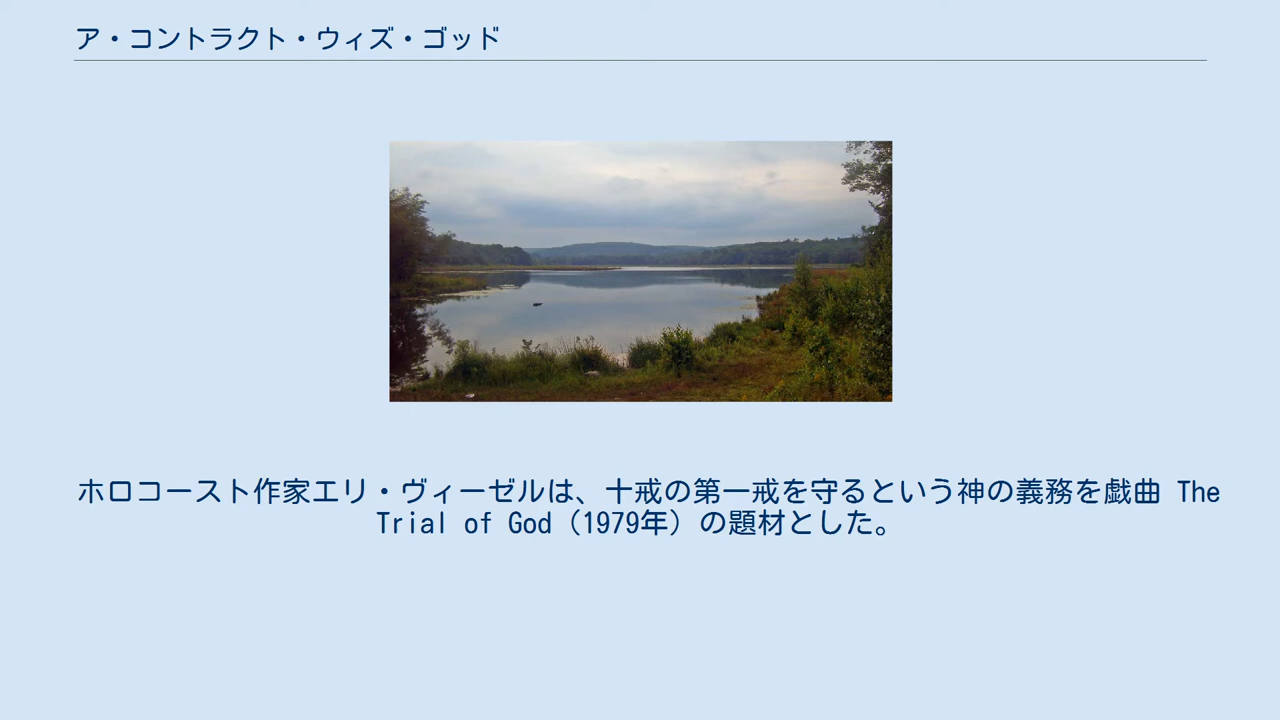 ア・コントラクト・ウィズ・ゴッド
ホロコースト作家エリ・ヴィーゼルは、十戒の第一戒を守るという神の義務を戯曲 The
Trial of God（1979年）の題材とした。